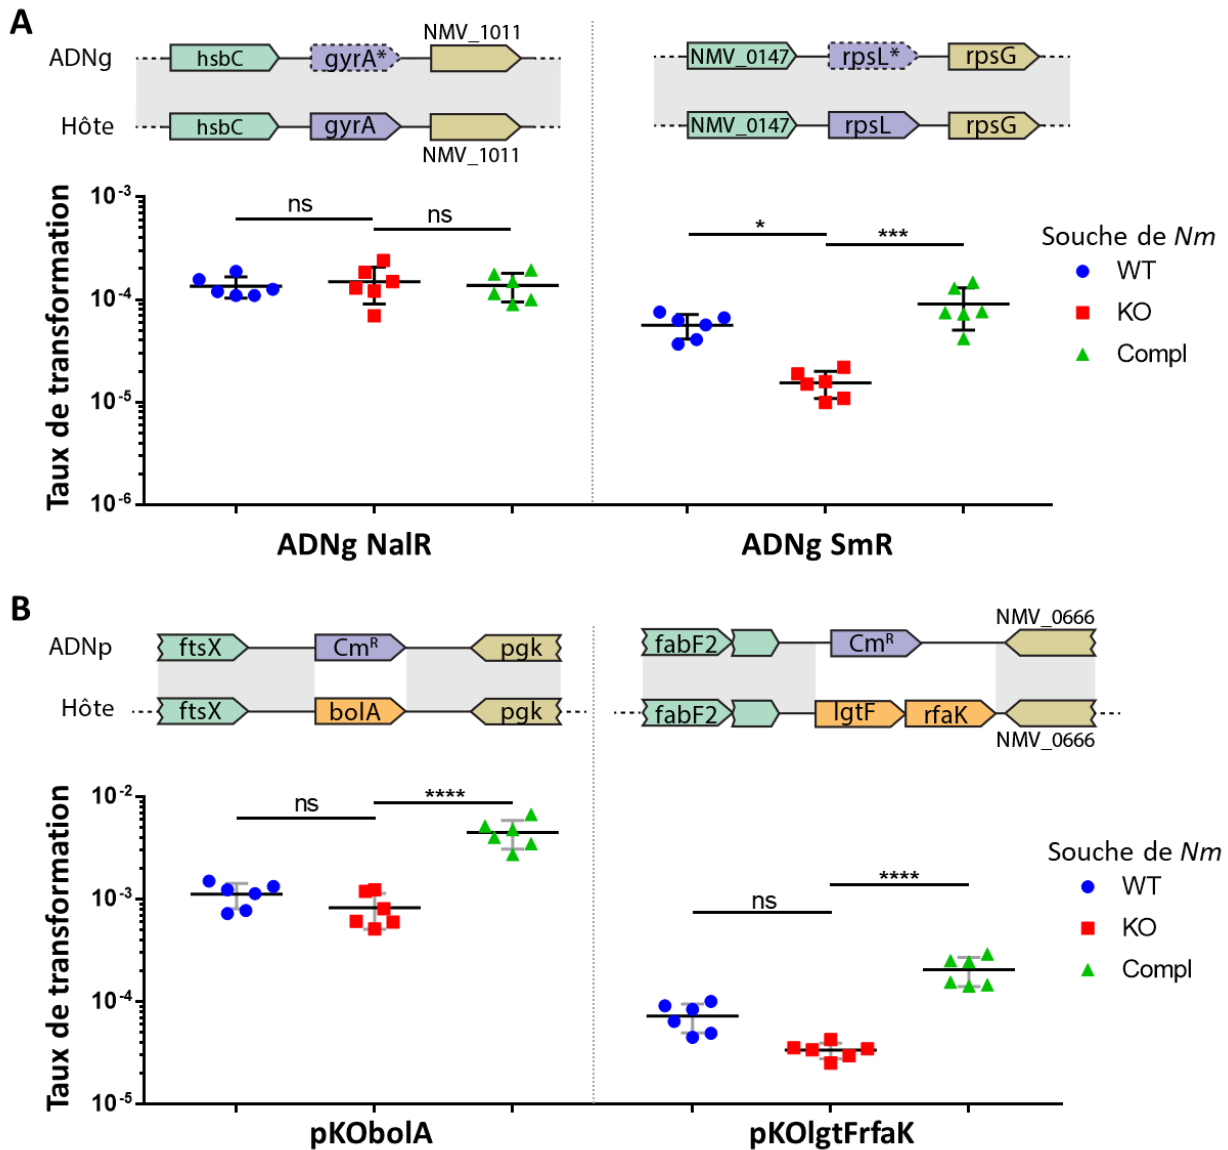 A
ADNg
hsbC
gyrA*
NMV_1011
NMV_0147
rpsL*
rpsG
Hôte
hsbC
gyrA
NMV_1011
NMV_0147
rpsL
rpsG
Taux de transformation
10-3
10-4
10-5
10-6
ns
ns
*
***
ADNg NalR
ADNg SmR
Souche de Nm
WT
KO
Compl
B
ADNp
ftsX
CmR
pgk
fabF2
CmR
NMV_0666
Hôte
ftsX
bolA
pgk
fabF2
lgtF
rfaK
NMV_0666
Taux de transformation
10-2
10-3
10-4
10-5
ns
****
ns
****
pKObolA
pKOlgtFrfaK
Souche de Nm
WT
KO
Compl